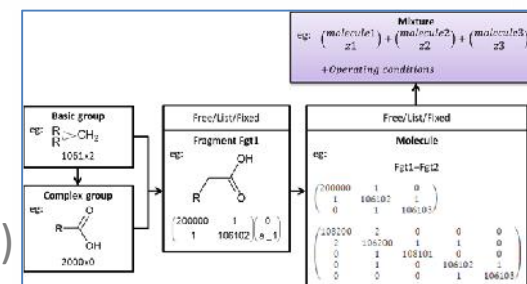 Mixture
eg: (molecule1 z1) + (molecule2 z2) + (molecule3 z3)
+Operating conditions
Basic group
eg:
R
R
CH2
1061x2
Complex group
eg:
R
O
OH
2000x0
)
Free/List/Fixed
Fragment Fgt1
eg:
OH
R
O
(200000 1
1 106102) (0
a_1)
Free/List/Fixed
Molecule
eg: Fgt1-Fgt2
(200000 1 0
1 106102 1
0 1 106103)
(108200 2 0 0 0
2 106200 1 1 0
0 1 108101 0 0
0 1 0 106102 1
0 0 0 1 106103)